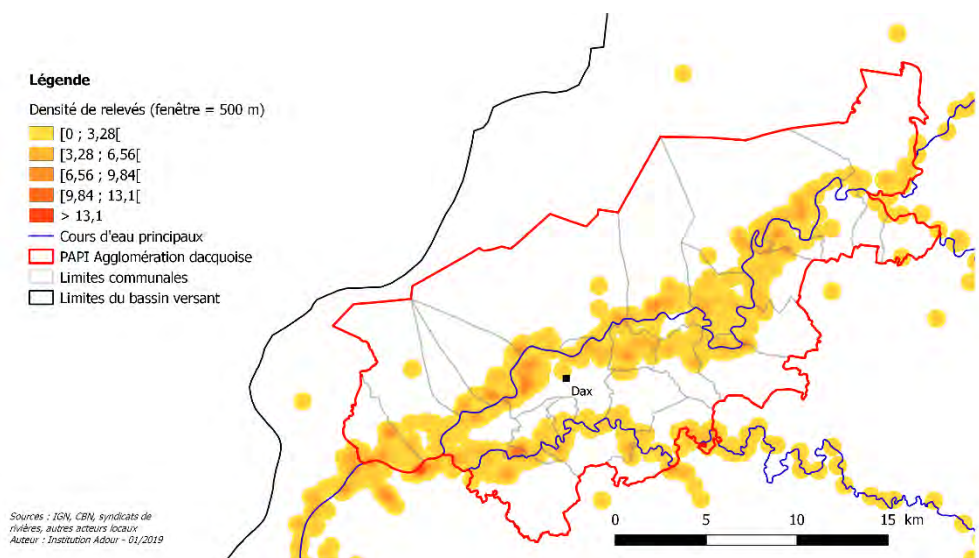 Légende
Densité de relevés (fenêtre = 500 m)
[0 ; 3,28[
[3,28 ; 6,56[
[6,56 ; 9,84[
[9,84 ; 13,1[
> 13,1
Cours d'eau principaux
PAPI Agglomération dacquoise
Limites communales
Limites du bassin versant
Dax
Sources : IGN, CBN, syndicats de
rivières, autres acteurs locaux
Auteur : Institution Adour - 01/2019
0 5 10 15 km